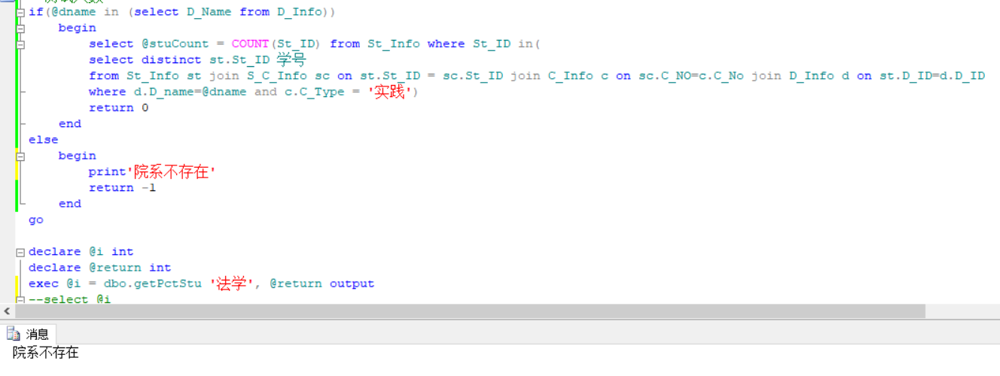 if(@dname in (select D_Name from D_Info))
begin
select @stuCount = COUNT(St_ID) from St_Info where St_ID in(
select distinct st.St_ID 学号
from St_Info st join S_C_Info sc on st.St_ID = sc.St_ID join C_Info c on sc.C_NO=c.C_No join D_Info d on st.D_ID=d.D_ID
where d.D_name=@dname and c.C_Type = '实践')
return 0
end
else
begin
print'院系不存在'
return -1
end
go
declare @i int
declare @return int
exec @i = dbo.getPctStu '法学', @return output
--select @i
消息
院系不存在